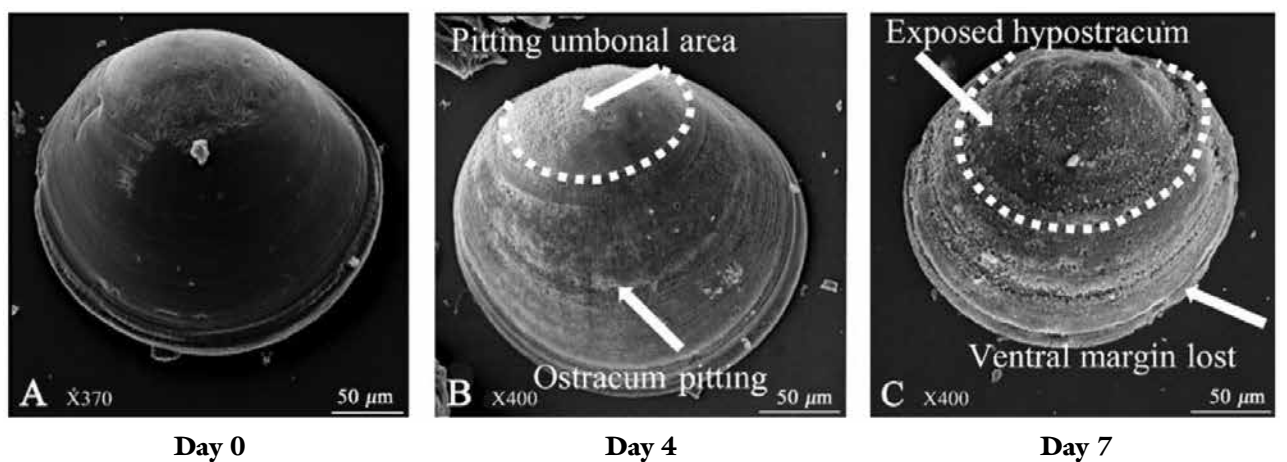 A X370 50 μm
Pitting umbonal area
Ostracum pitting
B X400 50 μm
Exposed hypostracum
Ventral margin lost
C X400 50 μm
Day 0 Day 4 Day 7